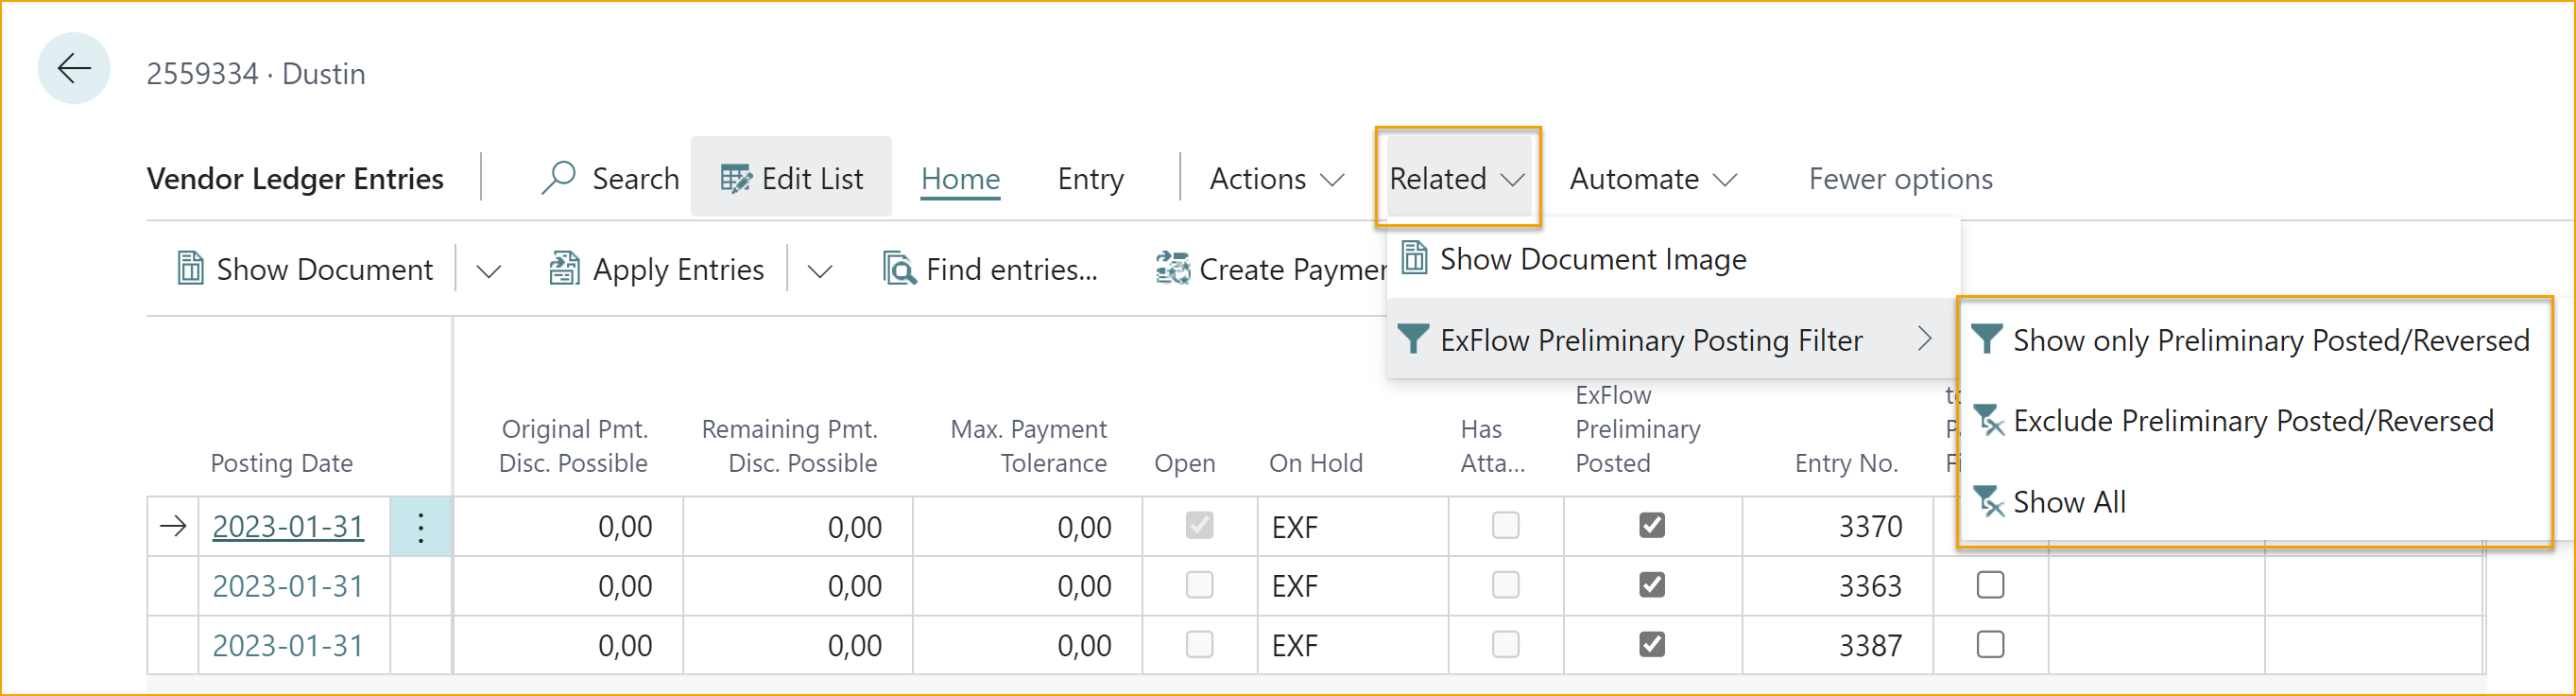 2559334 · Dustin
Vendor Ledger Entries Search Edit List Home Entry Actions Related Automate Fewer options
Show Document Apply Entries Find entries... Create Paymen
Show Document Image
ExFlow Preliminary Posting Filter
Show only Preliminary Posted/Reversed
Exclude Preliminary Posted/Reversed
Show All
Posting Date
Original Pmt.
Disc. Possible
Remaining Pmt.
Disc. Possible
Max. Payment
Tolerance
Open
On Hold
Has
Atta...
ExFlow
Preliminary
Posted
Entry No.
2023-01-31 0,00 0,00 0,00 EXF 3370
2023-01-31 0,00 0,00 0,00 EXF 3363
2023-01-31 0,00 0,00 0,00 EXF 3387